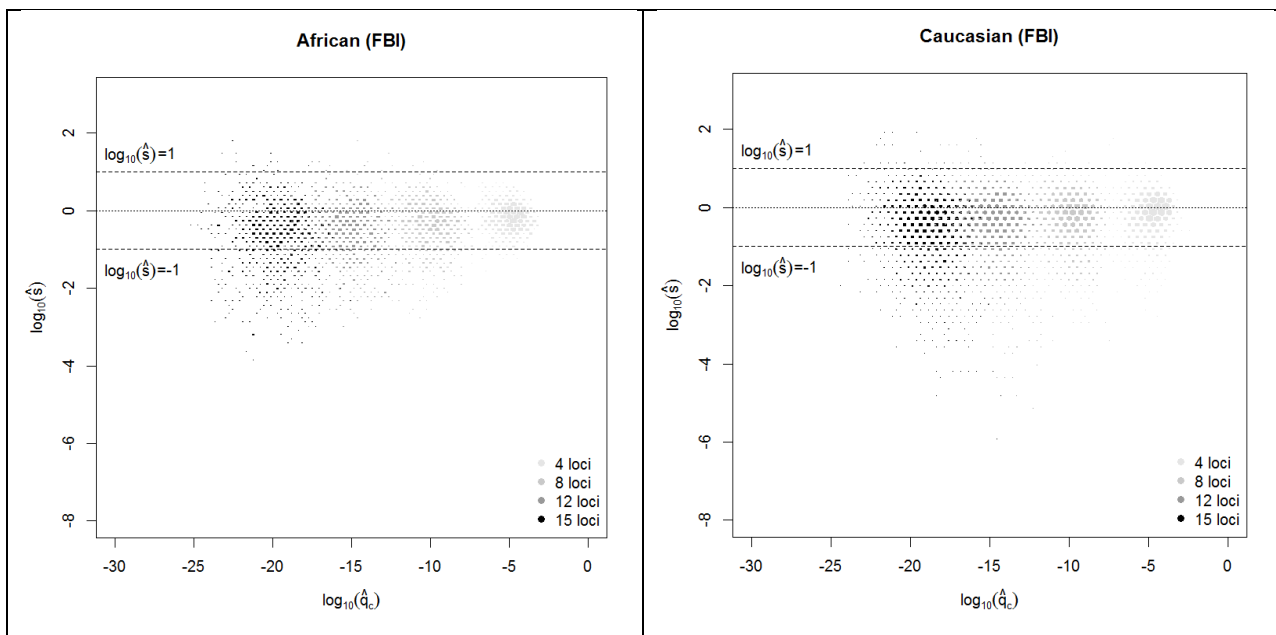 African (FBI)
log10(ŝ)
2
0
-2
-4
-6
-8
log10(ŝ)=1
log10(ŝ)=-1
4 loci
8 loci
12 loci
15 loci
-30 -25 -20 -15 -10 -5 0
log10(q̂c)
Caucasian (FBI)
log10(ŝ)
2
0
-2
-4
-6
-8
log10(ŝ)=1
log10(ŝ)=-1
4 loci
8 loci
12 loci
15 loci
-30 -25 -20 -15 -10 -5 0
log10(q̂c)